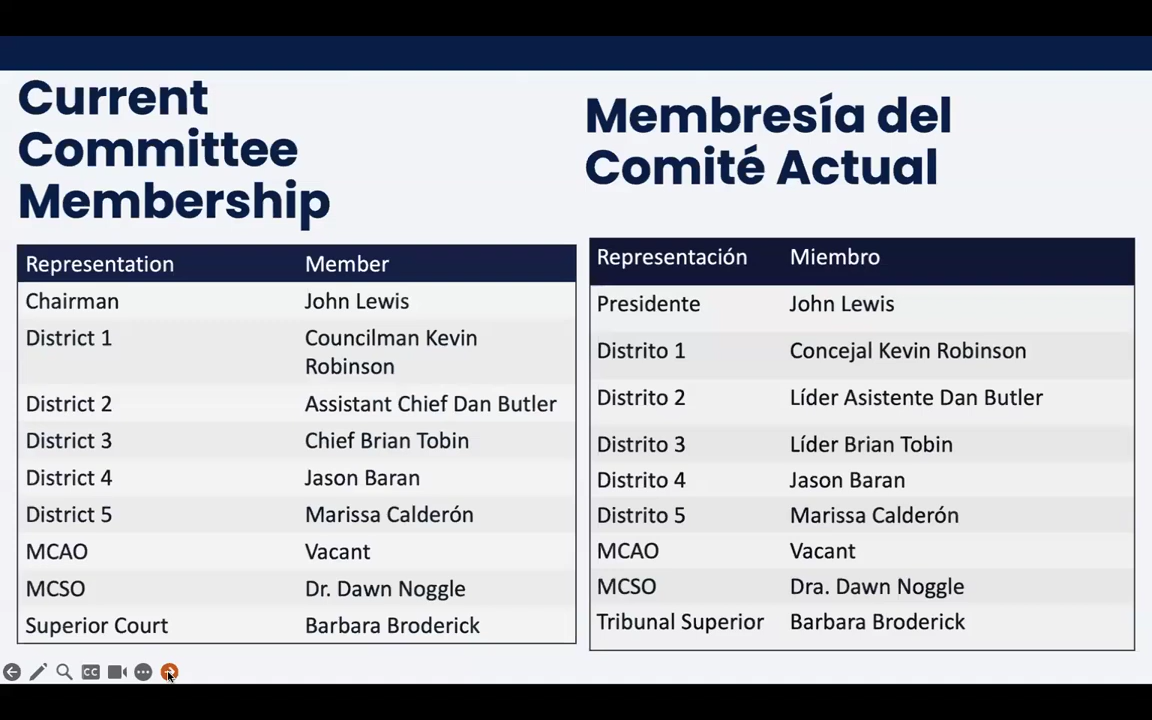 Current
Committee
Membership
Representation Member
Chairman John Lewis
District 1 Councilman Kevin
Robinson
District 2 Assistant Chief Dan Butler
District 3 Chief Brian Tobin
District 4 Jason Baran
District 5 Marissa Calderón
MCAO Vacant
MCSO Dr. Dawn Noggle
Superior Court Barbara Broderick
Membresía del
Comité Actual
Representación Miembro
Presidente John Lewis
Distrito 1 Concejal Kevin Robinson
Distrito 2 Líder Asistente Dan Butler
Distrito 3 Líder Brian Tobin
Distrito 4 Jason Baran
Distrito 5 Marissa Calderón
MCAO Vacant
MCSO Dra. Dawn Noggle
Tribunal Superior Barbara Broderick
CC